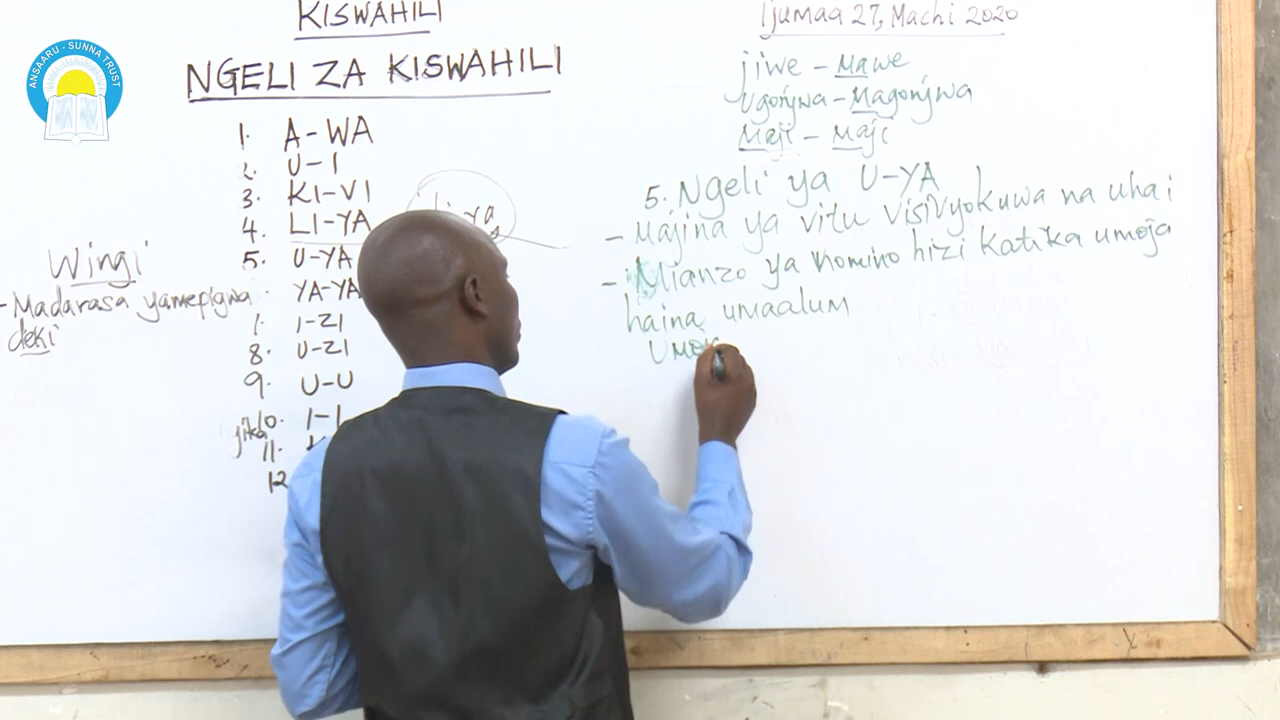 ANSAARU - SUNNA TRUST
KISWAHILI
NGELI ZA KISWAHILI
1. A-WA
2. U-I
3. KI-VI
4. LI-YA
5. U-YA
YA-YA
I-ZI
8. U-ZI
9. U-U
10. I-I
11.
12
ya
Wingi
- Madarasa yamepigwa
deki
jika
Ijumaa 27, Machi 2020
jiwe - Mawe
Ugonjwa - Magonjwa
Maji - Maji
5. Ngeli ya U-YA
- Majina ya vitu visivyokuwa na uhai
- Mianzo ya nomino hizi katika umoja
haina umaalum